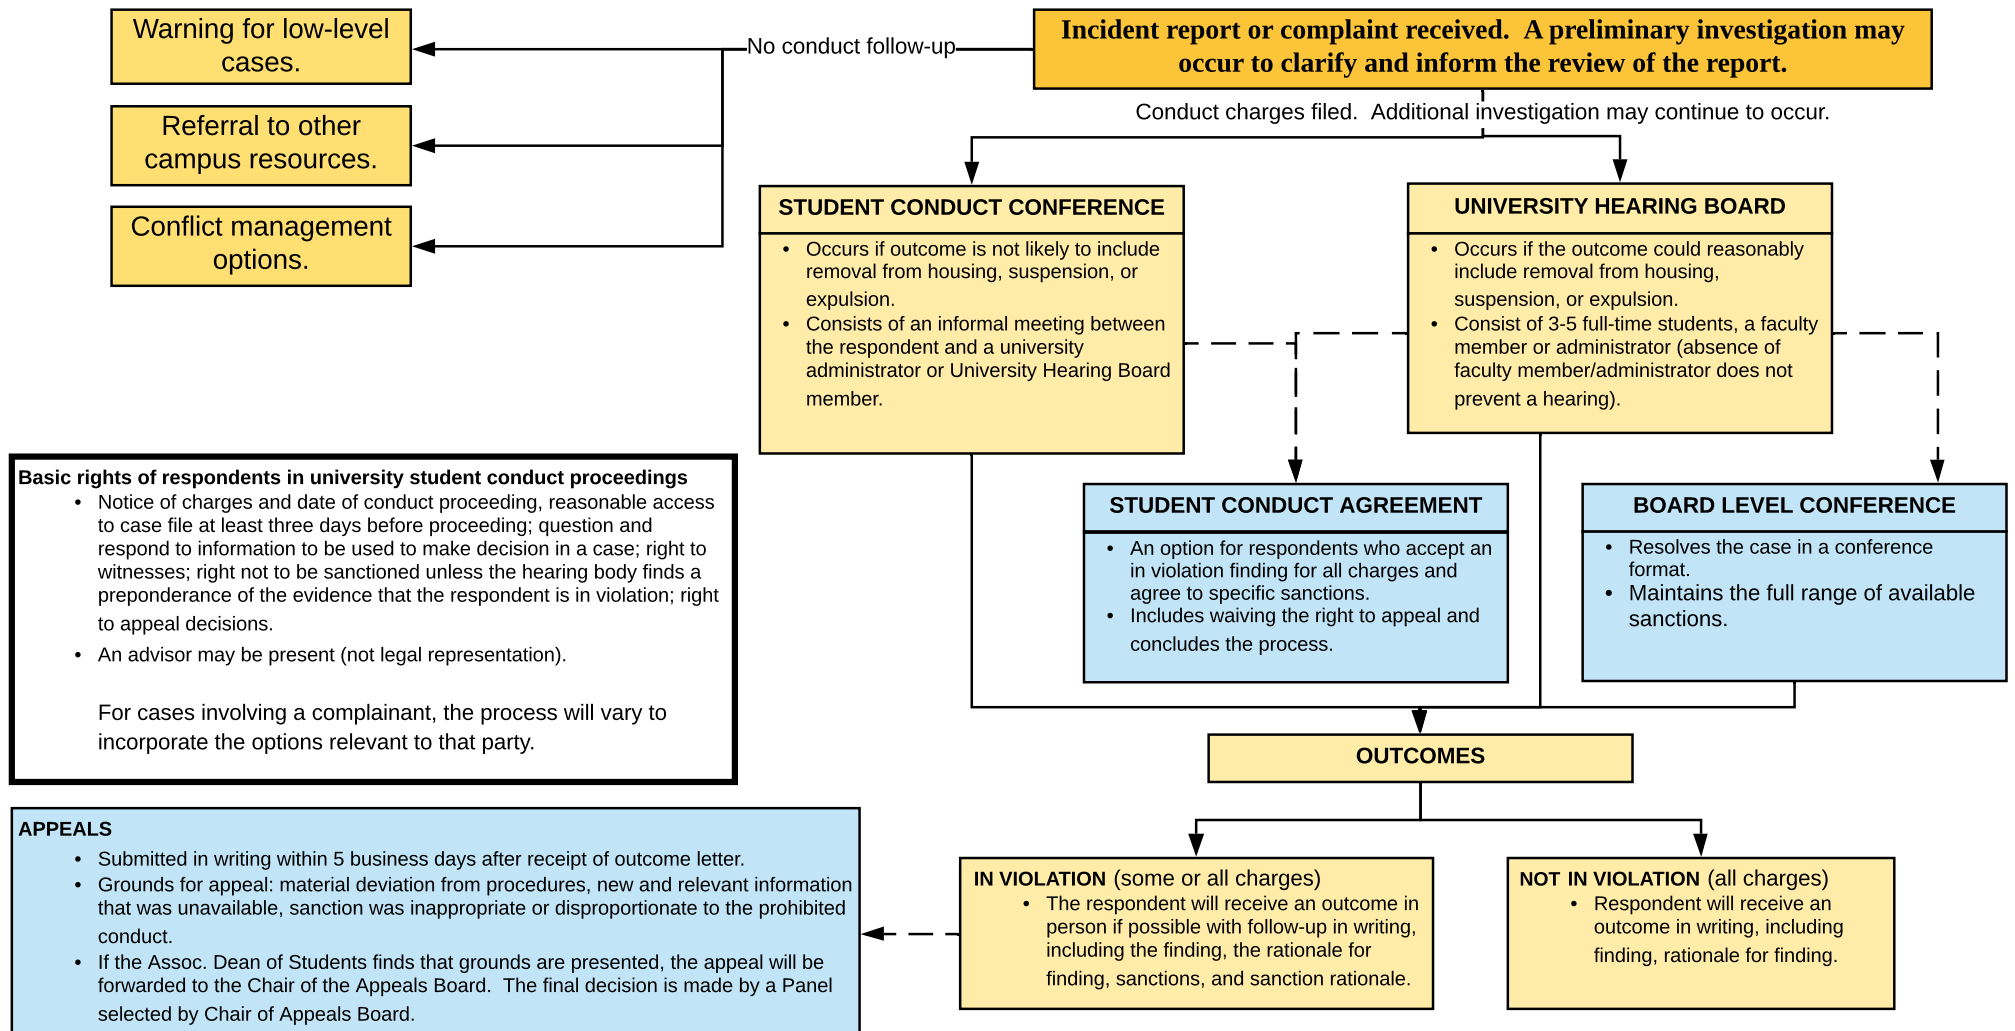 Warning for low-level
cases.
No conduct follow-up
Incident report or complaint received.  A preliminary investigation may
occur to clarify and inform the review of the report.
Referral to other
campus resources.
Conduct charges filed.  Additional investigation may continue to occur.
Conflict management
options.
STUDENT CONDUCT CONFERENCE
• Occurs if outcome is not likely to include
removal from housing, suspension, or
expulsion.
• Consists of an informal meeting between
the respondent and a university
administrator or University Hearing Board
member.
UNIVERSITY HEARING BOARD
• Occurs if the outcome could reasonably
include removal from housing,
suspension, or expulsion.
• Consist of 3-5 full-time students, a faculty
member or administrator (absence of
faculty member/administrator does not
prevent a hearing).
Basic rights of respondents in university student conduct proceedings
• Notice of charges and date of conduct proceeding, reasonable access
to case file at least three days before proceeding; question and
respond to information to be used to make decision in a case; right to
witnesses; right not to be sanctioned unless the hearing body finds a
preponderance of the evidence that the respondent is in violation; right
to appeal decisions.
• An advisor may be present (not legal representation).
For cases involving a complainant, the process will vary to
incorporate the options relevant to that party.
STUDENT CONDUCT AGREEMENT
• An option for respondents who accept an
in violation finding for all charges and
agree to specific sanctions.
• Includes waiving the right to appeal and
concludes the process.
BOARD LEVEL CONFERENCE
• Resolves the case in a conference
format.
• Maintains the full range of available
sanctions.
OUTCOMES
APPEALS
• Submitted in writing within 5 business days after receipt of outcome letter.
• Grounds for appeal: material deviation from procedures, new and relevant information
that was unavailable, sanction was inappropriate or disproportionate to the prohibited
conduct.
• If the Assoc. Dean of Students finds that grounds are presented, the appeal will be
forwarded to the Chair of the Appeals Board.  The final decision is made by a Panel
selected by Chair of Appeals Board.
IN VIOLATION (some or all charges)
• The respondent will receive an outcome in
person if possible with follow-up in writing,
including the finding, the rationale for
finding, sanctions, and sanction rationale.
NOT IN VIOLATION (all charges)
• Respondent will receive an
outcome in writing, including
finding, rationale for finding.